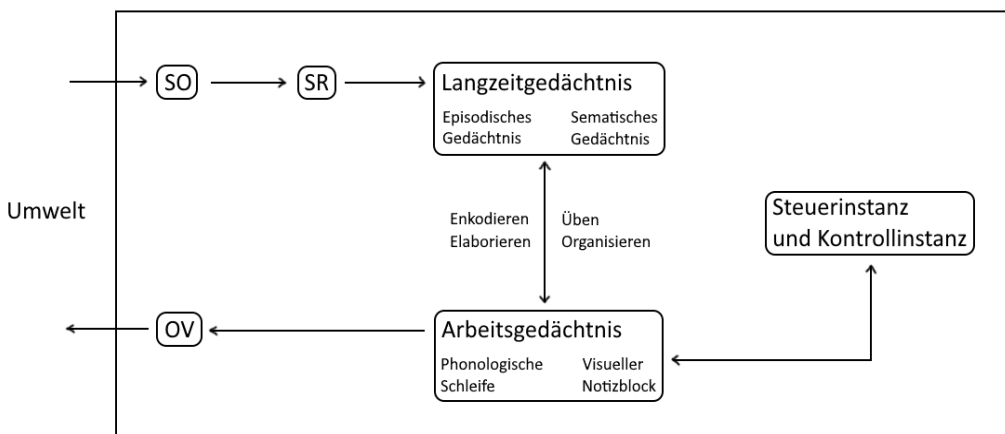 SO
SR
Langzeitgedächtnis
Episodisches
Gedächtnis
Sematisches
Gedächtnis
Umwelt
Enkodieren
Elaborieren
Üben
Organisieren
Steuerinstanz
und Kontrollinstanz
OV
Arbeitsgedächtnis
Phonologische
Schleife
Visueller
Notizblock